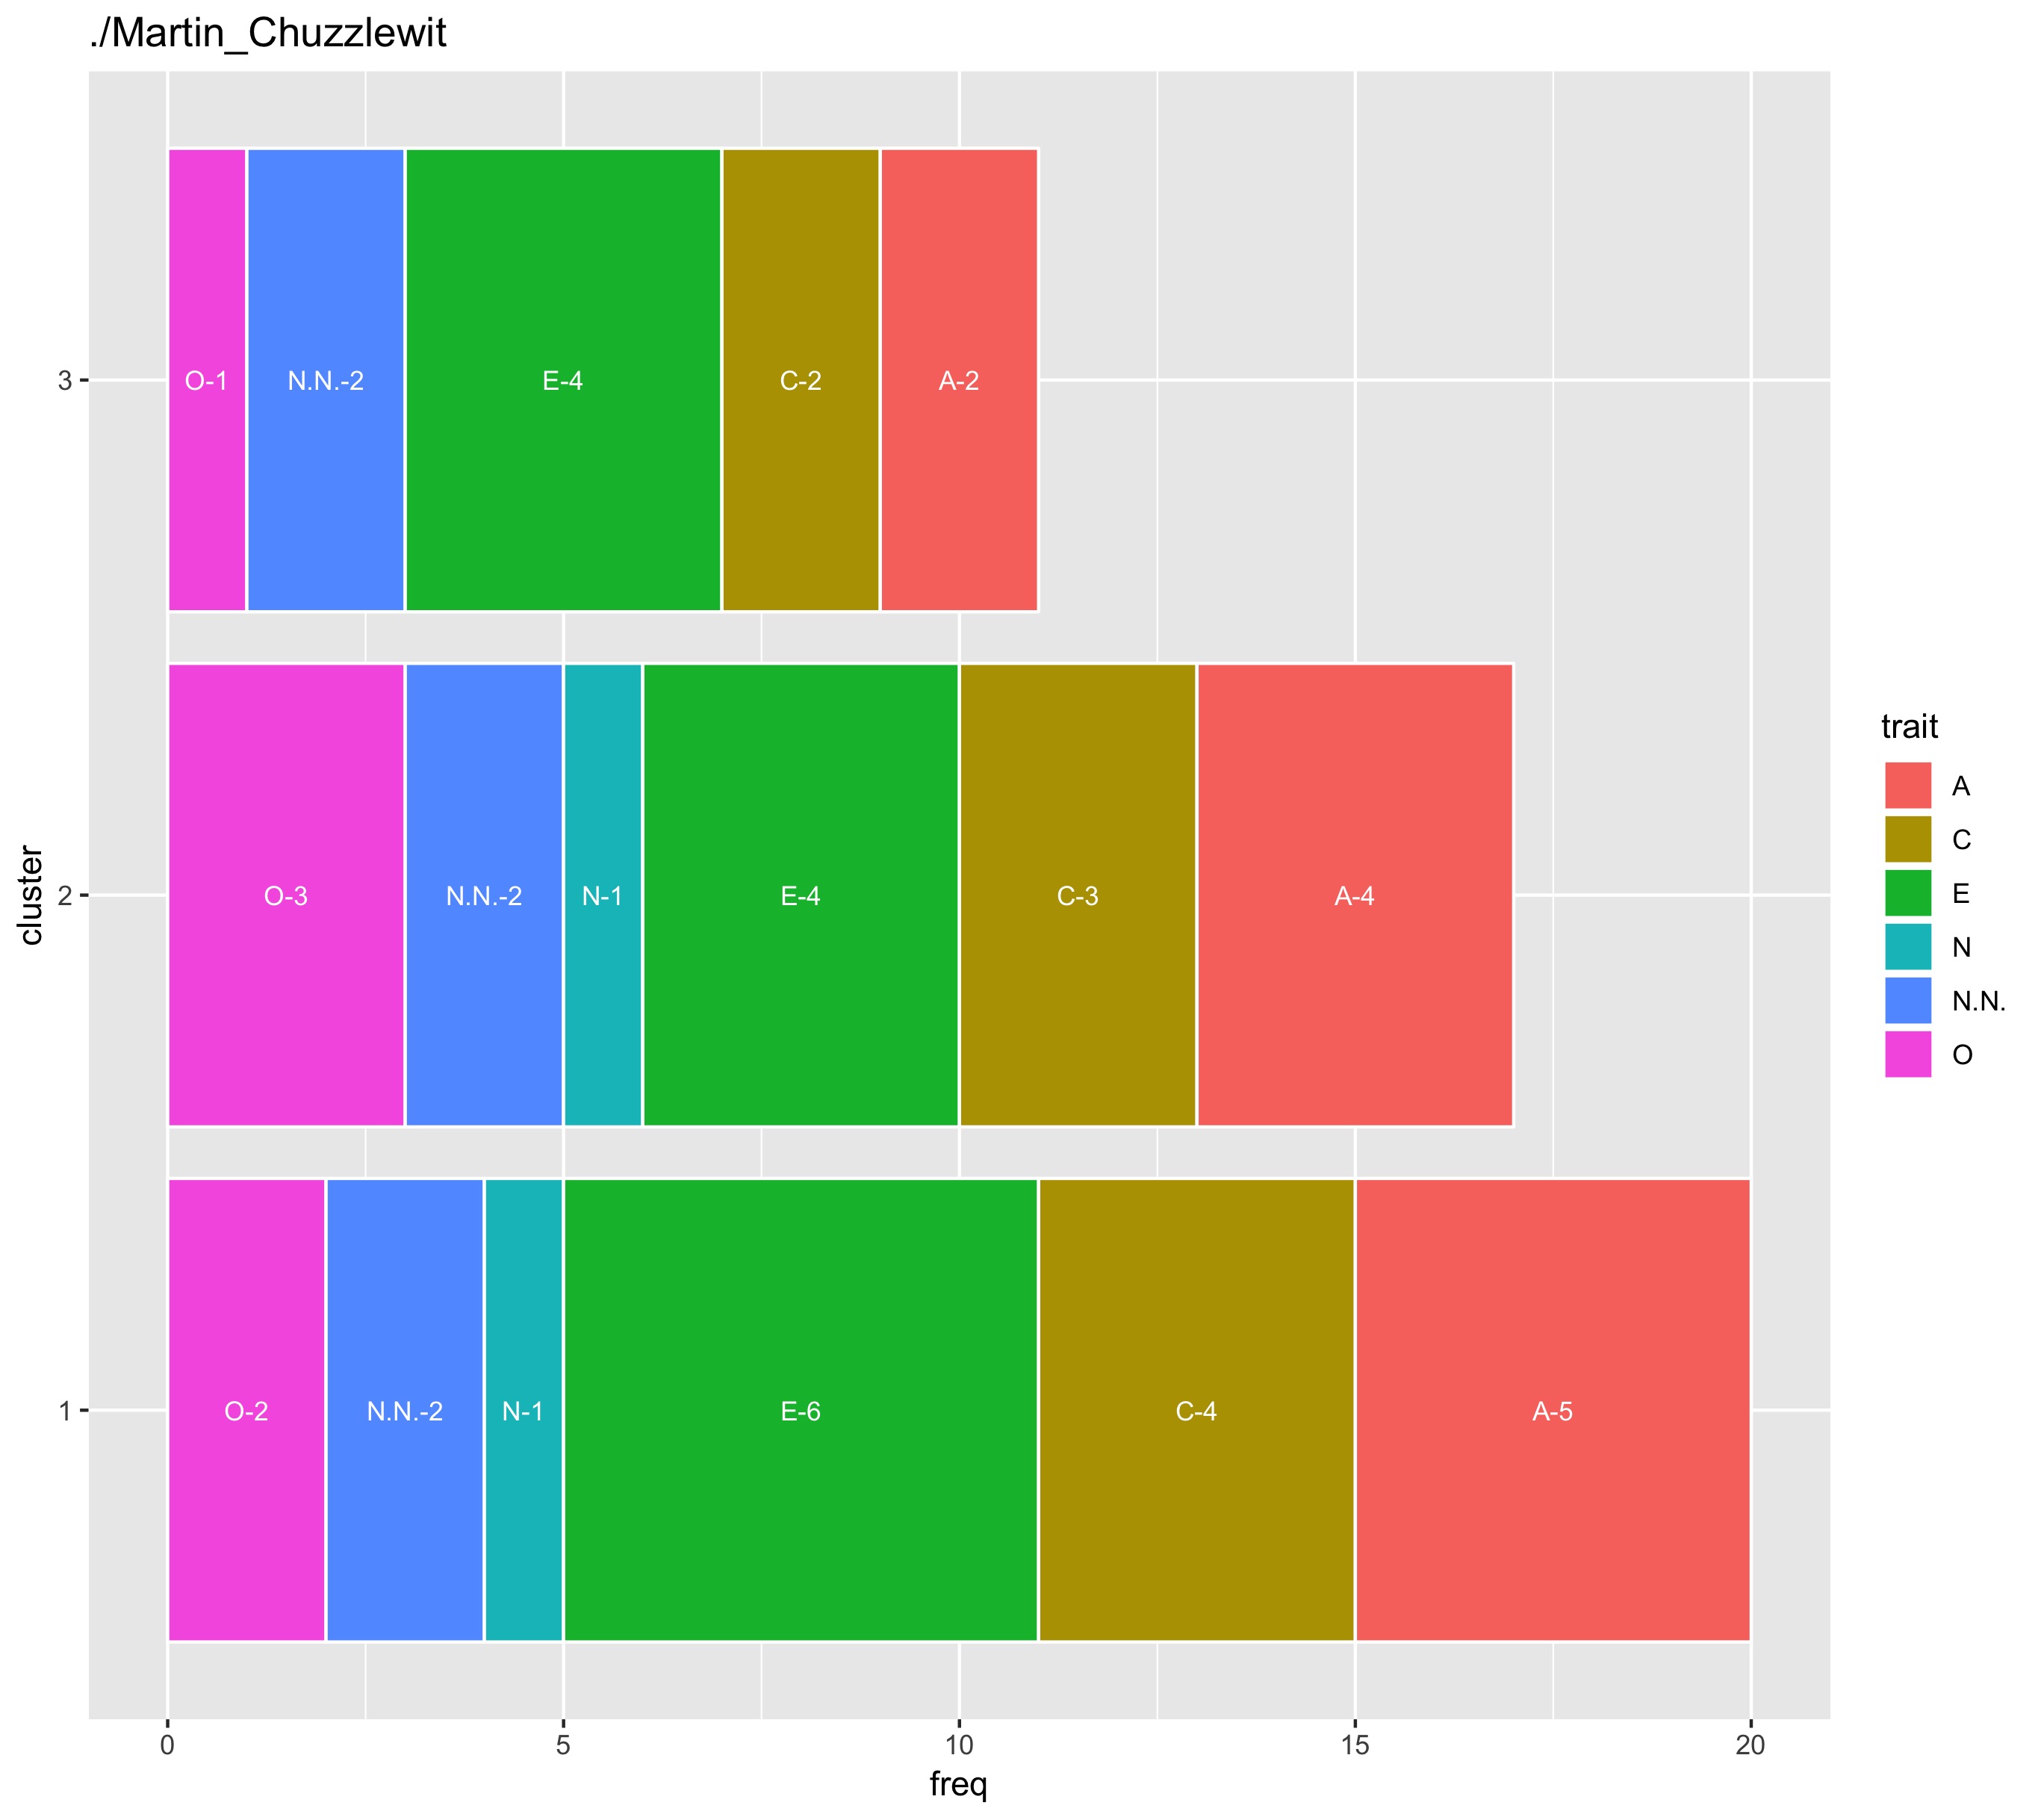 ./Martin_Chuzzlewit
3
O-1 N.N.-2 E-4 C-2 A-2
cluster
2
O-3 N.N.-2 N-1 E-4 C-3 A-4
1
O-2 N.N.-2 N-1 E-6 C-4 A-5
0 5 10 15 20
freq
trait
A
C
E
N
N.N.
O